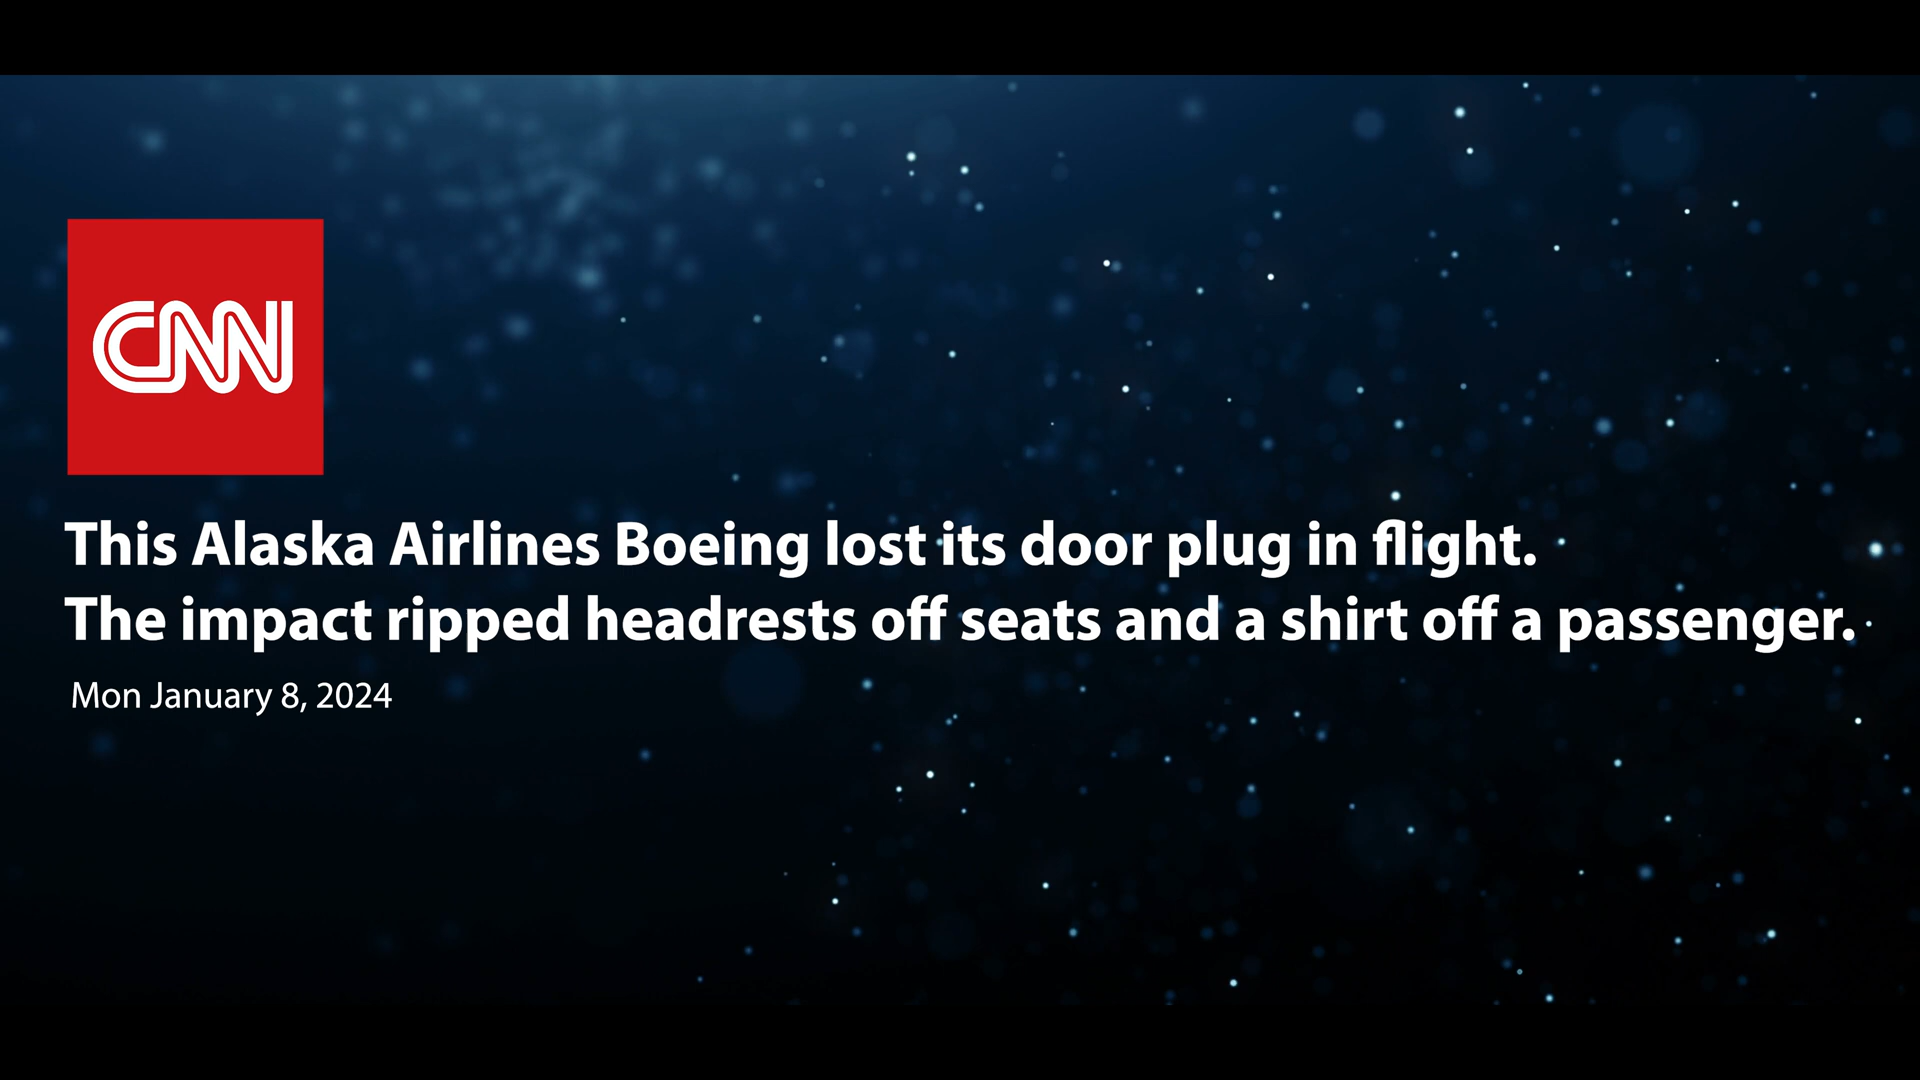 CNN
This Alaska Airlines Boeing lost its door plug in flight.
The impact ripped headrests off seats and a shirt off a passenger.
Mon January 8, 2024